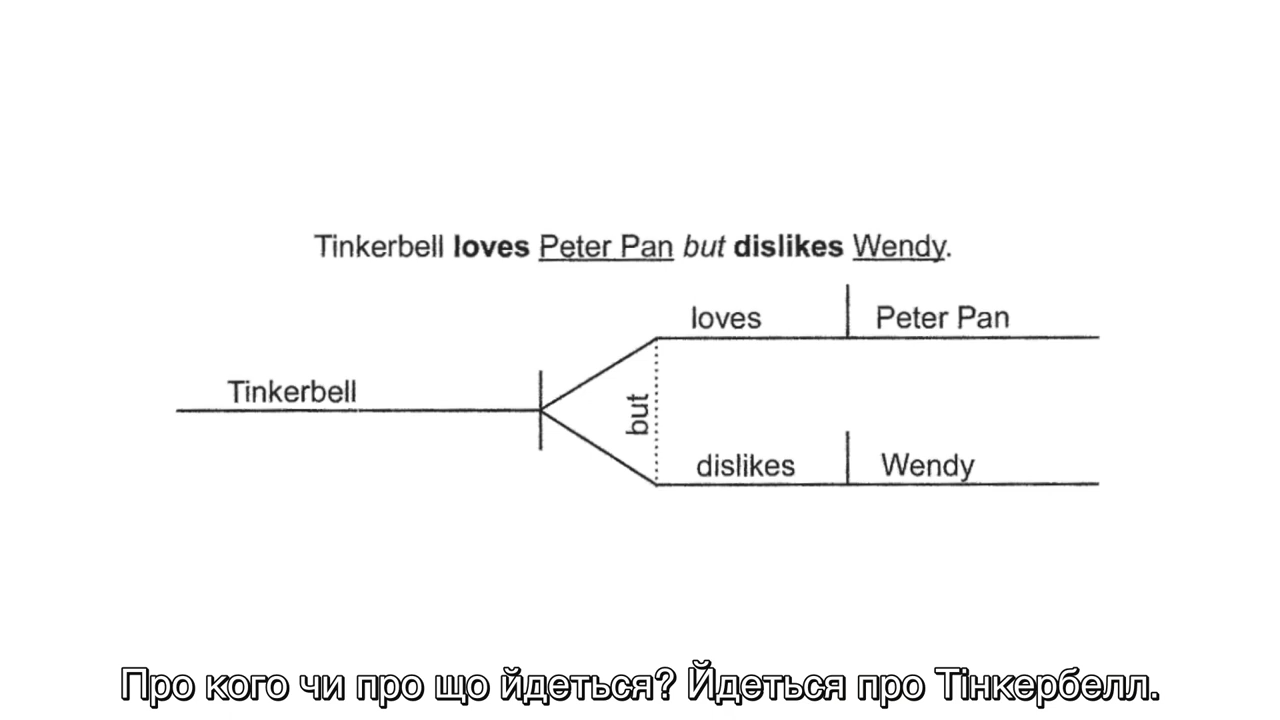 Tinkerbell loves Peter Pan but dislikes Wendy.
loves Peter Pan
Tinkerbell
but
dislikes Wendy
Про кого чи про що йдеться? Йдеться про Тінкербелл.